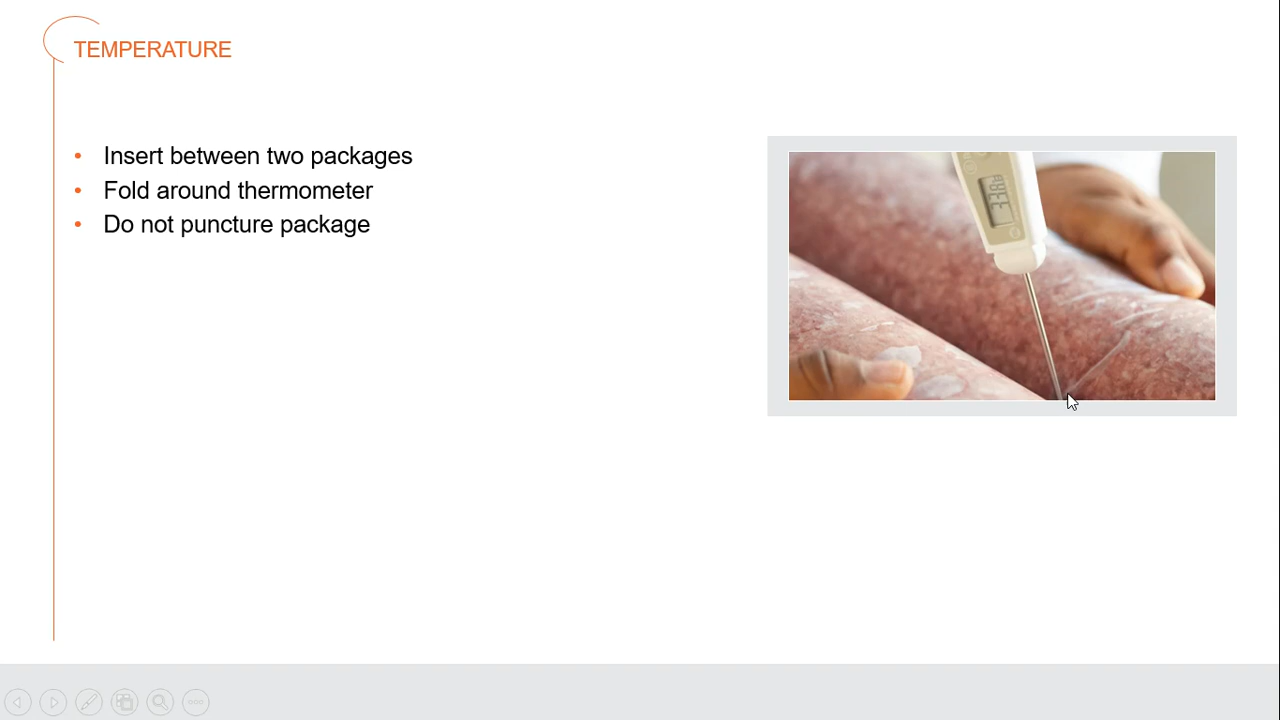 TEMPERATURE
Insert between two packages
Fold around thermometer
Do not puncture package